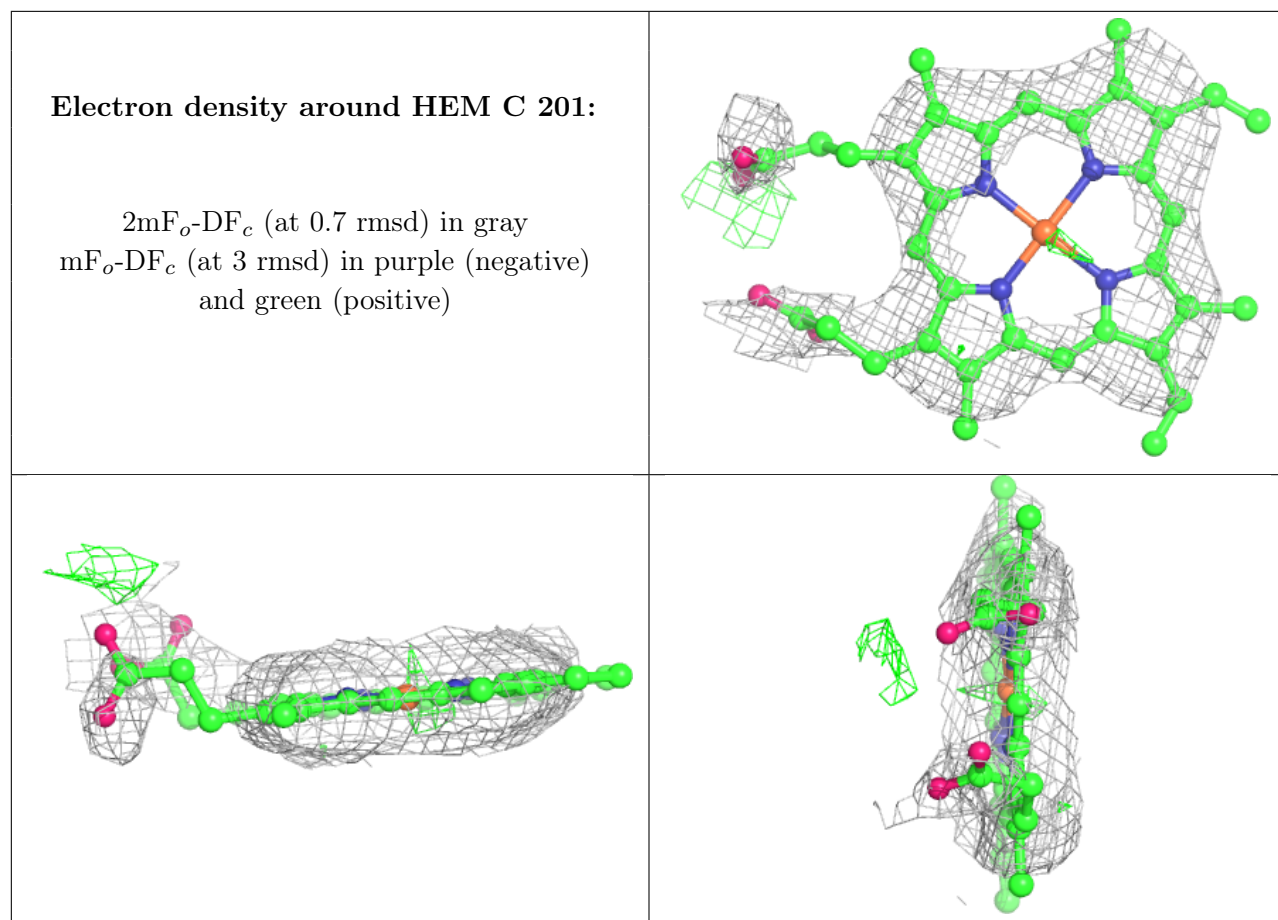 Electron density around HEM C 201:
2mFo-DFc (at 0.7 rmsd) in gray
mFo-DFc (at 3 rmsd) in purple (negative)
and green (positive)